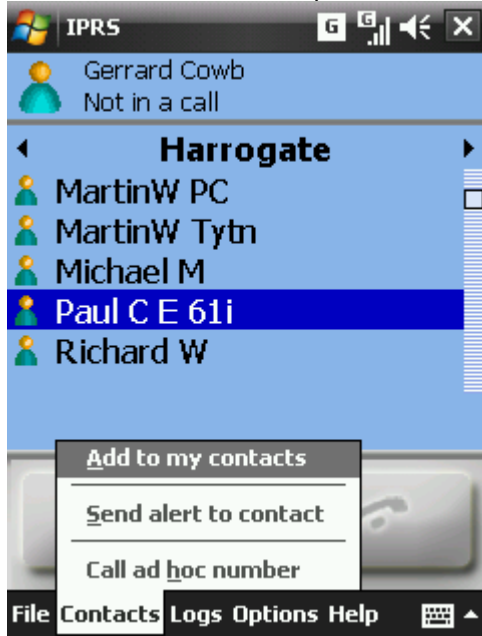 IPRS
G
G
Gerrard Cowb
Not in a call
Harrogate
MartinW PC
MartinW Tytn
Michael M
Paul C E 61i
Richard W
Add to my contacts
Send alert to contact
Call ad hoc number
File Contacts Logs Options Help